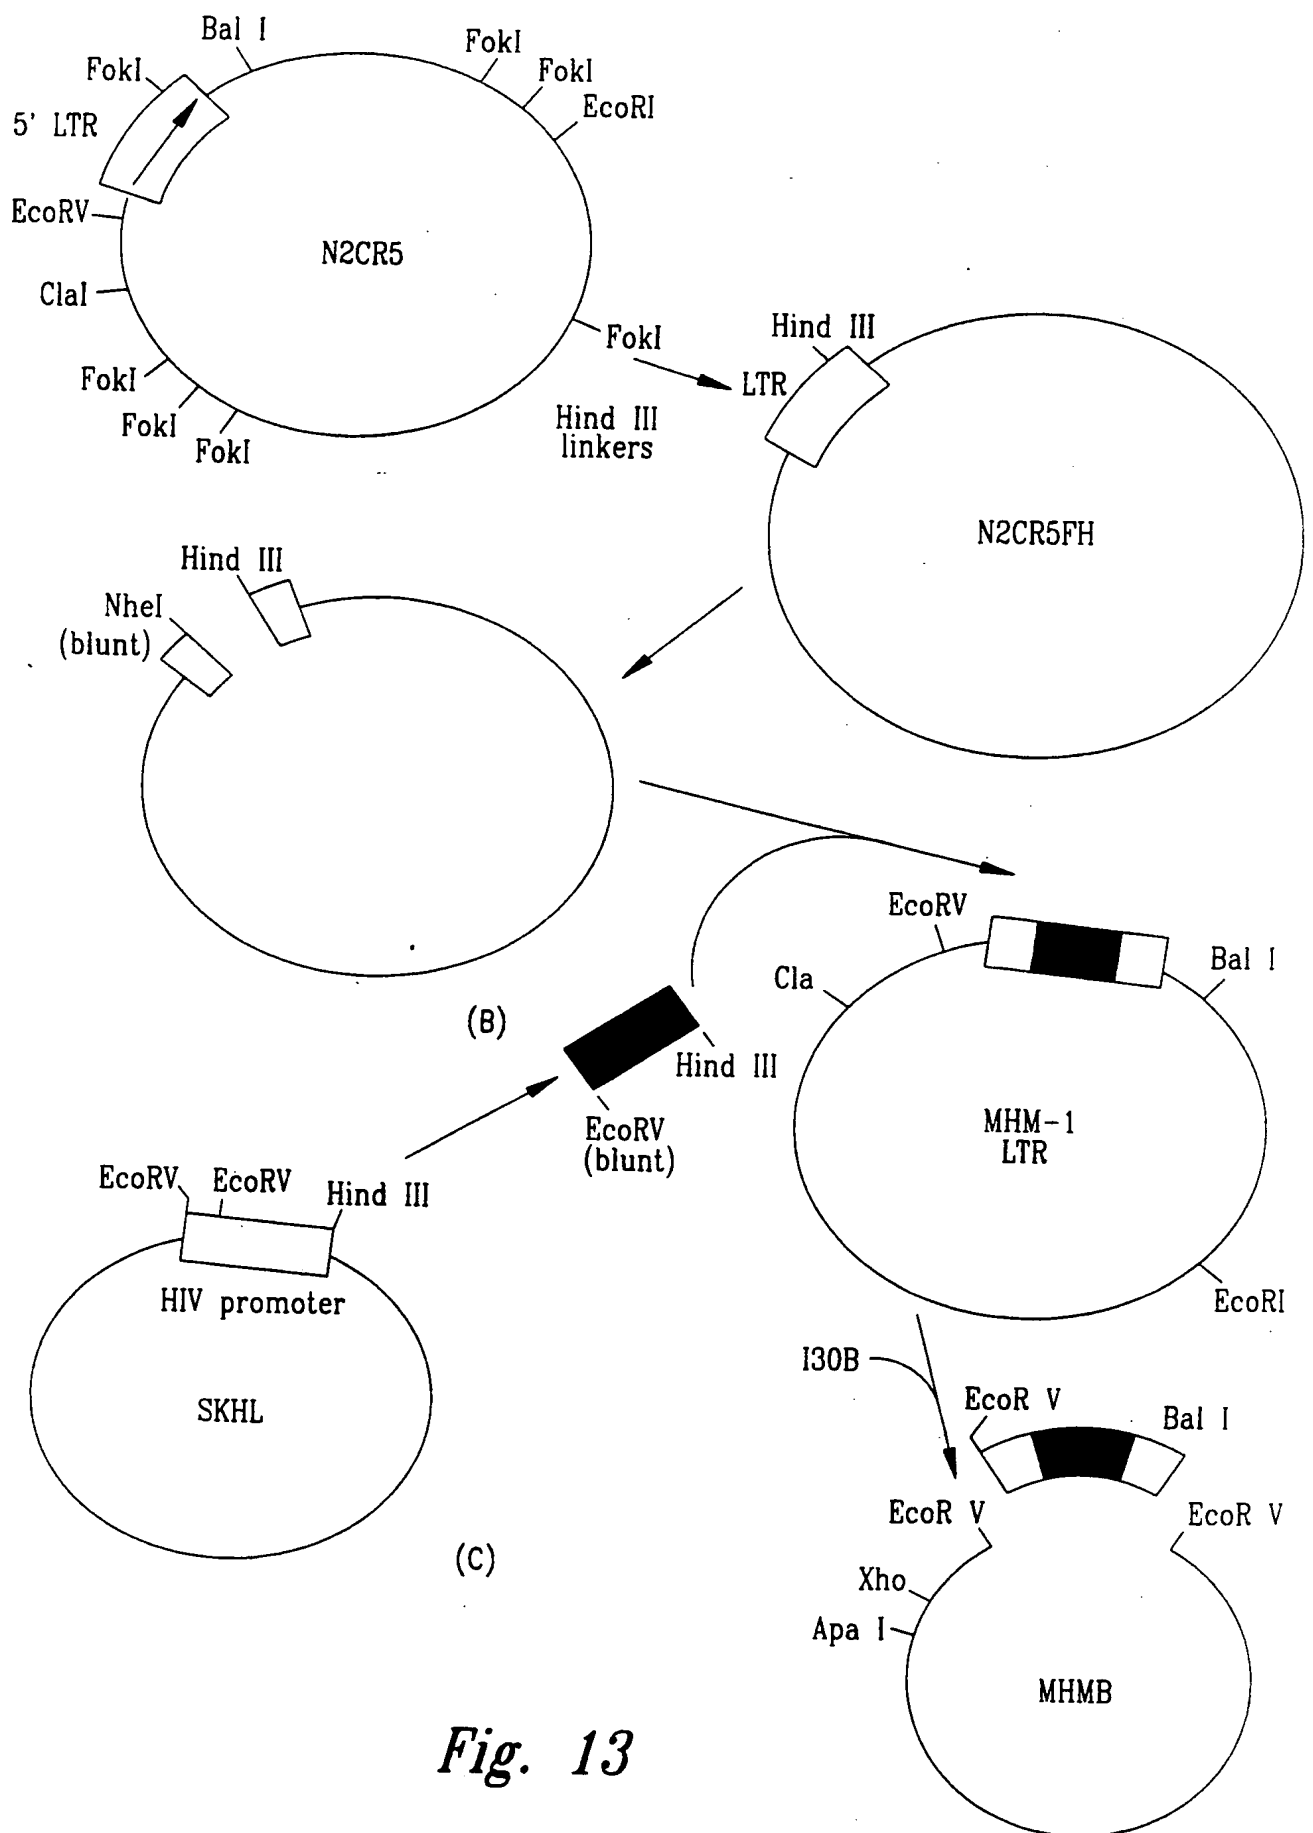 Bal I
FokI
FokI
FokI
EcoRI
5' LTR
EcoRV
N2CR5
ClaI
FokI
FokI
FokI
FokI
Hind III
linkers
Hind III
LTR
N2CR5FH
Hind III
NheI
(blunt)
EcoRV
Bal I
Cla
(B)
Hind III
EcoRV
(blunt)
MHM-1
LTR
EcoRV
EcoRV
Hind III
HIV promoter
EcoRI
SKHL
I30B
EcoR V
Bal I
EcoR V
EcoR V
(C)
Xho
Apa I
MHMB
Fig. 13